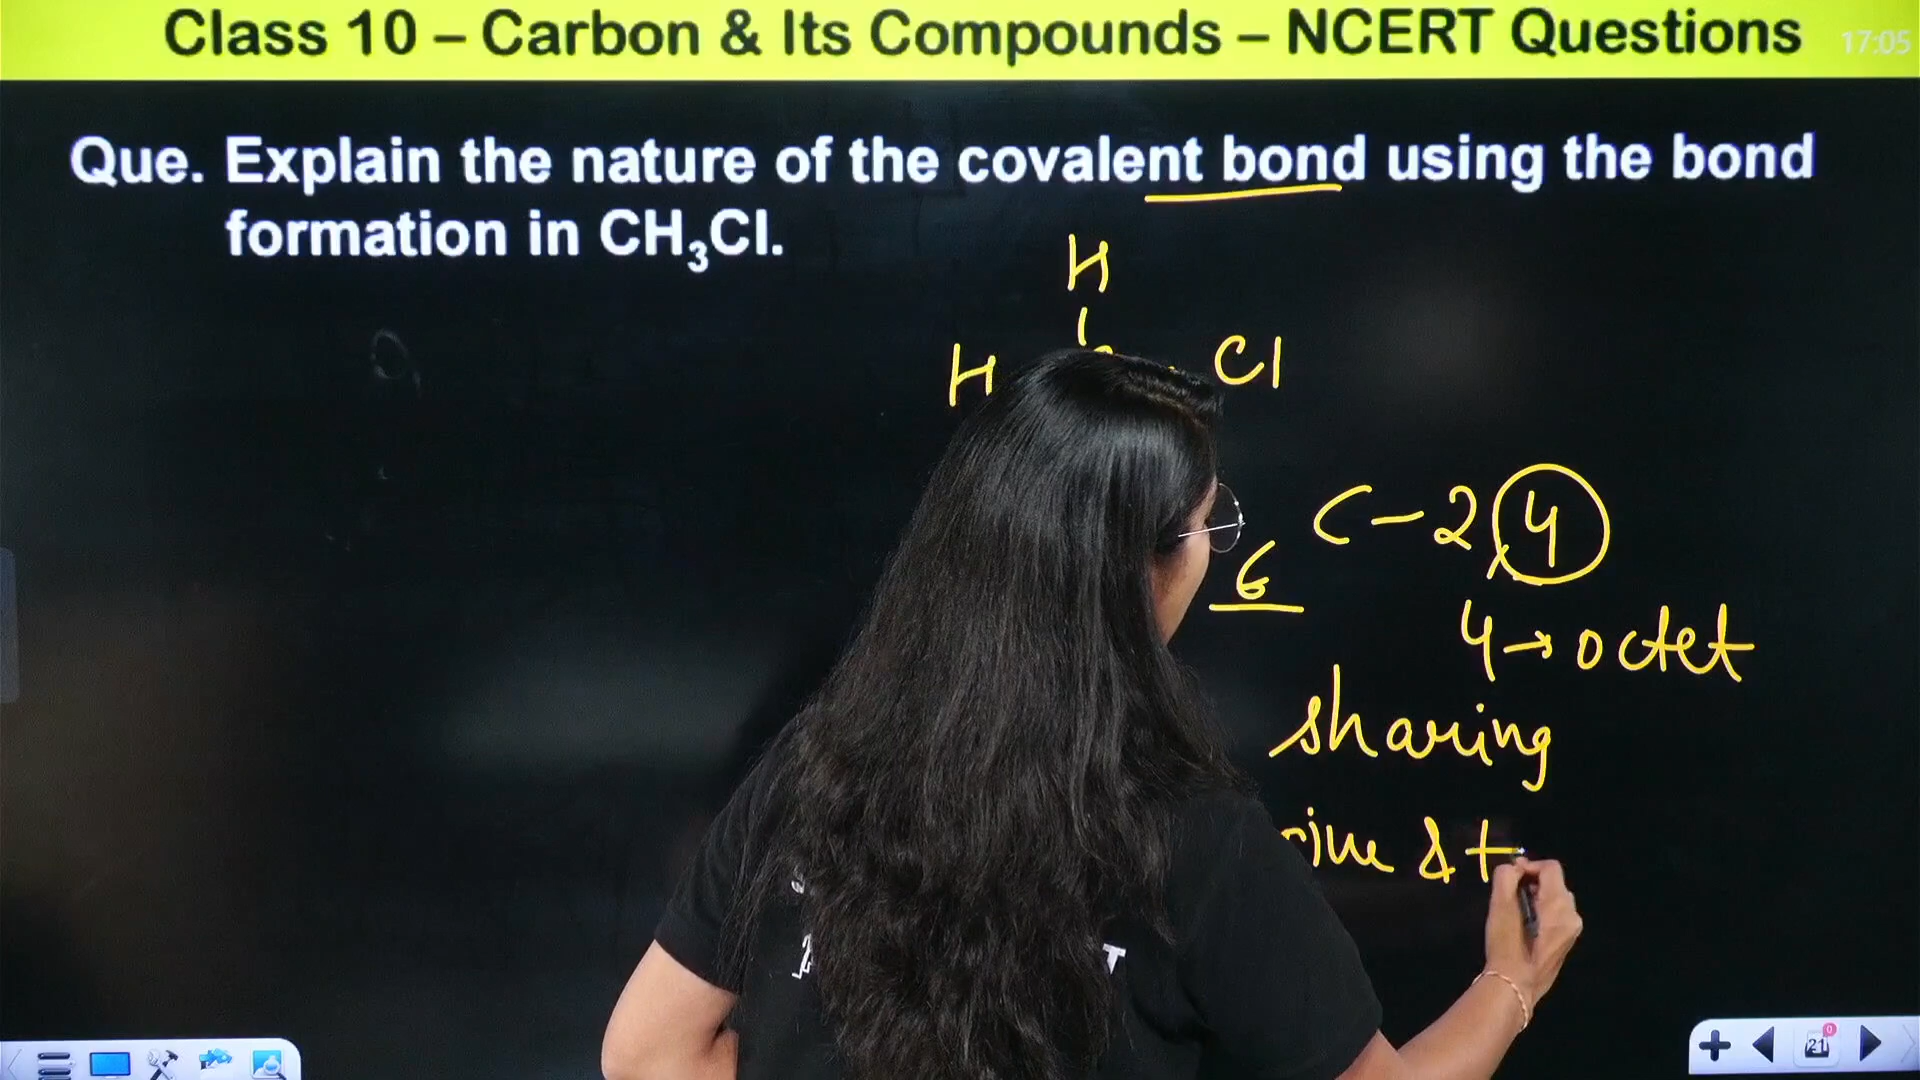 Class 10 – Carbon & Its Compounds – NCERT Questions
17:05
Que. Explain the nature of the covalent bond using the bond
formation in CH₃Cl.
H
H Cl
C – 2, 4
6
4 → octet
sharing
21
0